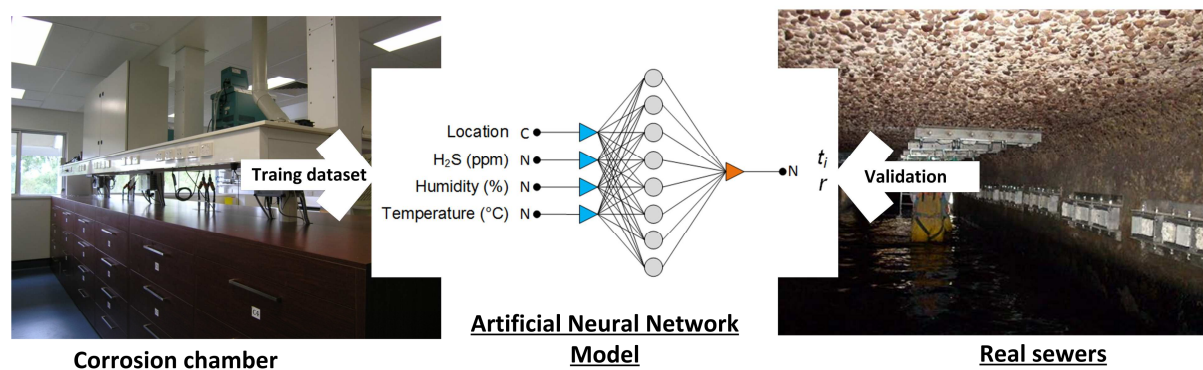 Location C
H₂S (ppm) N
Humidity (%) N
Temperature (°C) N
Traing dataset
N
tᵢ
r
Validation
Artificial Neural Network
Model
Corrosion chamber
Real sewers